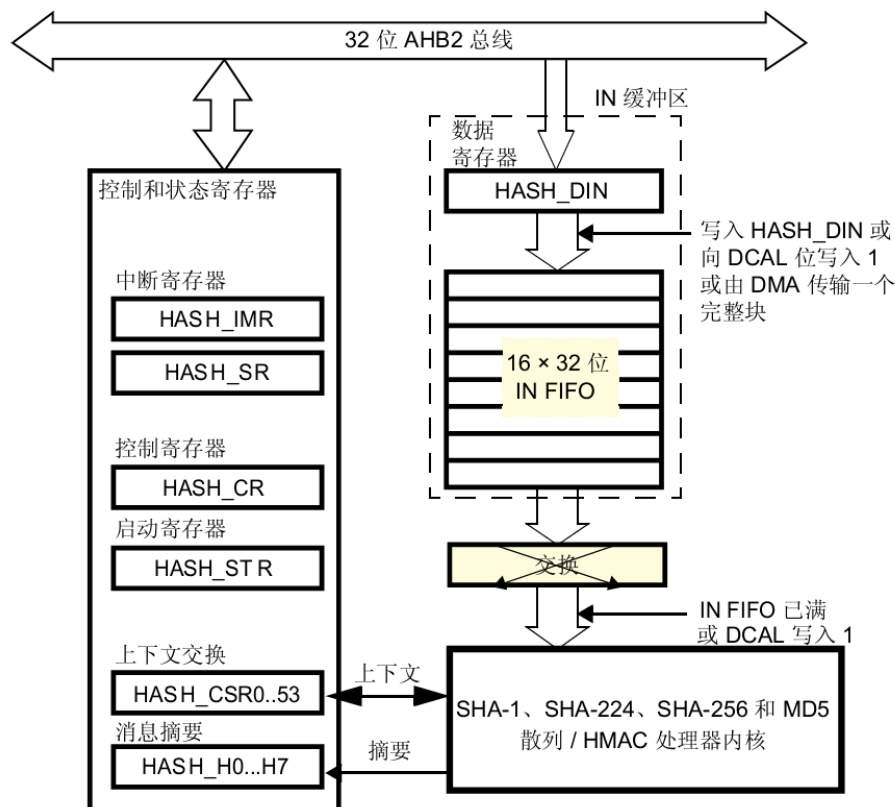 32 位 AHB2 总线
IN 缓冲区
数据
寄存器
HASH_DIN
写入 HASH_DIN 或
向 DCAL 位写入 1
或由 DMA 传输一个
完整块
16 × 32 位
IN FIFO
交换
IN FIFO 已满
或 DCAL 写入 1
控制和状态寄存器
中断寄存器
HASH_IMR
HASH_SR
控制寄存器
HASH_CR
启动寄存器
HASH_STR
上下文交换
HASH_CSR0..53
上下文
消息摘要
HASH_H0...H7
摘要
SHA-1、SHA-224、SHA-256 和 MD5
散列 / HMAC 处理器内核